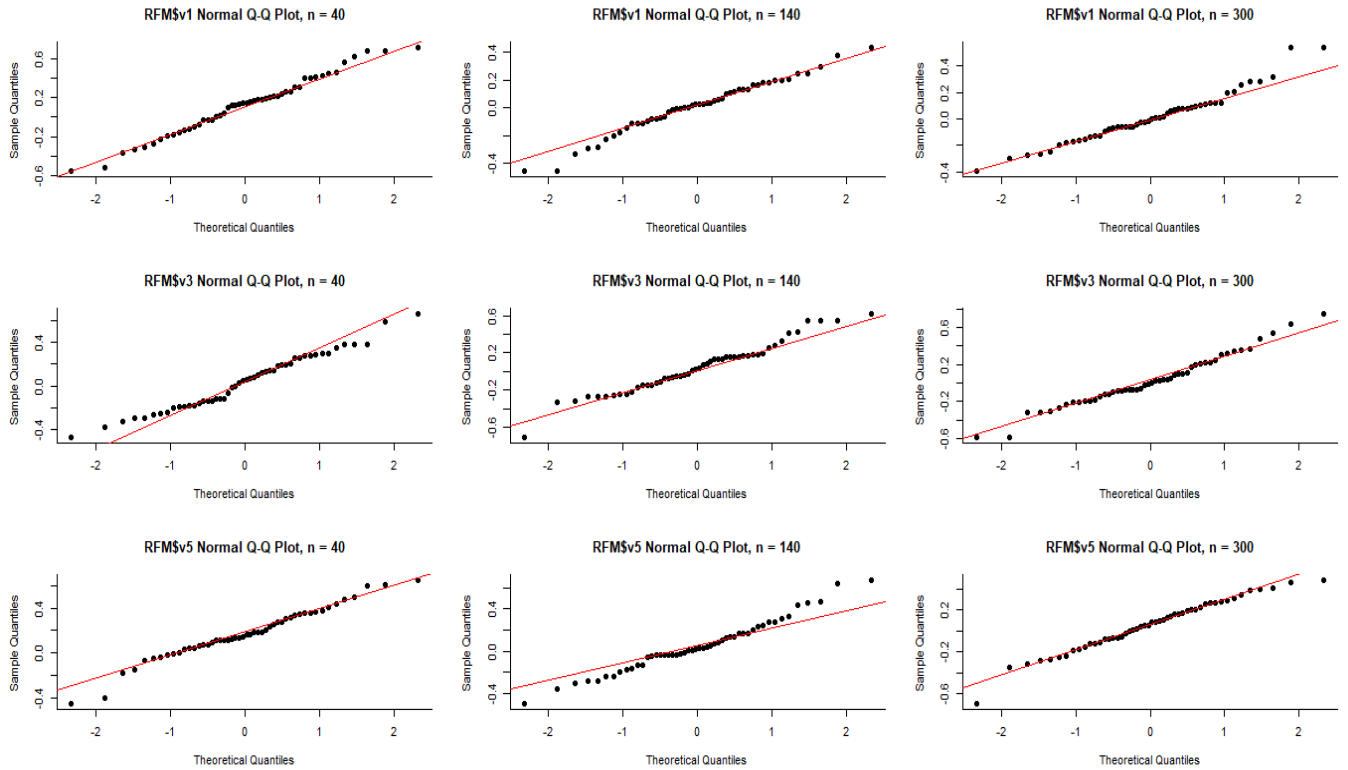 RFM$v1 Normal Q-Q Plot, n = 40
Sample Quantiles
-0.6 -0.2 0.2 0.6
-2 -1 0 1 2
Theoretical Quantiles
RFM$v1 Normal Q-Q Plot, n = 140
Sample Quantiles
-0.4 0.0 0.2 0.4
-2 -1 0 1 2
Theoretical Quantiles
RFM$v1 Normal Q-Q Plot, n = 300
Sample Quantiles
-0.4 0.0 0.2 0.4
-2 -1 0 1 2
Theoretical Quantiles
RFM$v3 Normal Q-Q Plot, n = 40
Sample Quantiles
-0.4 0.0 0.4
-2 -1 0 1 2
Theoretical Quantiles
RFM$v3 Normal Q-Q Plot, n = 140
Sample Quantiles
-0.6 -0.2 0.2 0.6
-2 -1 0 1 2
Theoretical Quantiles
RFM$v3 Normal Q-Q Plot, n = 300
Sample Quantiles
-0.6 -0.2 0.2 0.6
-2 -1 0 1 2
Theoretical Quantiles
RFM$v5 Normal Q-Q Plot, n = 40
Sample Quantiles
-0.4 0.0 0.4
-2 -1 0 1 2
Theoretical Quantiles
RFM$v5 Normal Q-Q Plot, n = 140
Sample Quantiles
-0.4 0.0 0.4
-2 -1 0 1 2
Theoretical Quantiles
RFM$v5 Normal Q-Q Plot, n = 300
Sample Quantiles
-0.6 -0.2 0.2
-2 -1 0 1 2
Theoretical Quantiles